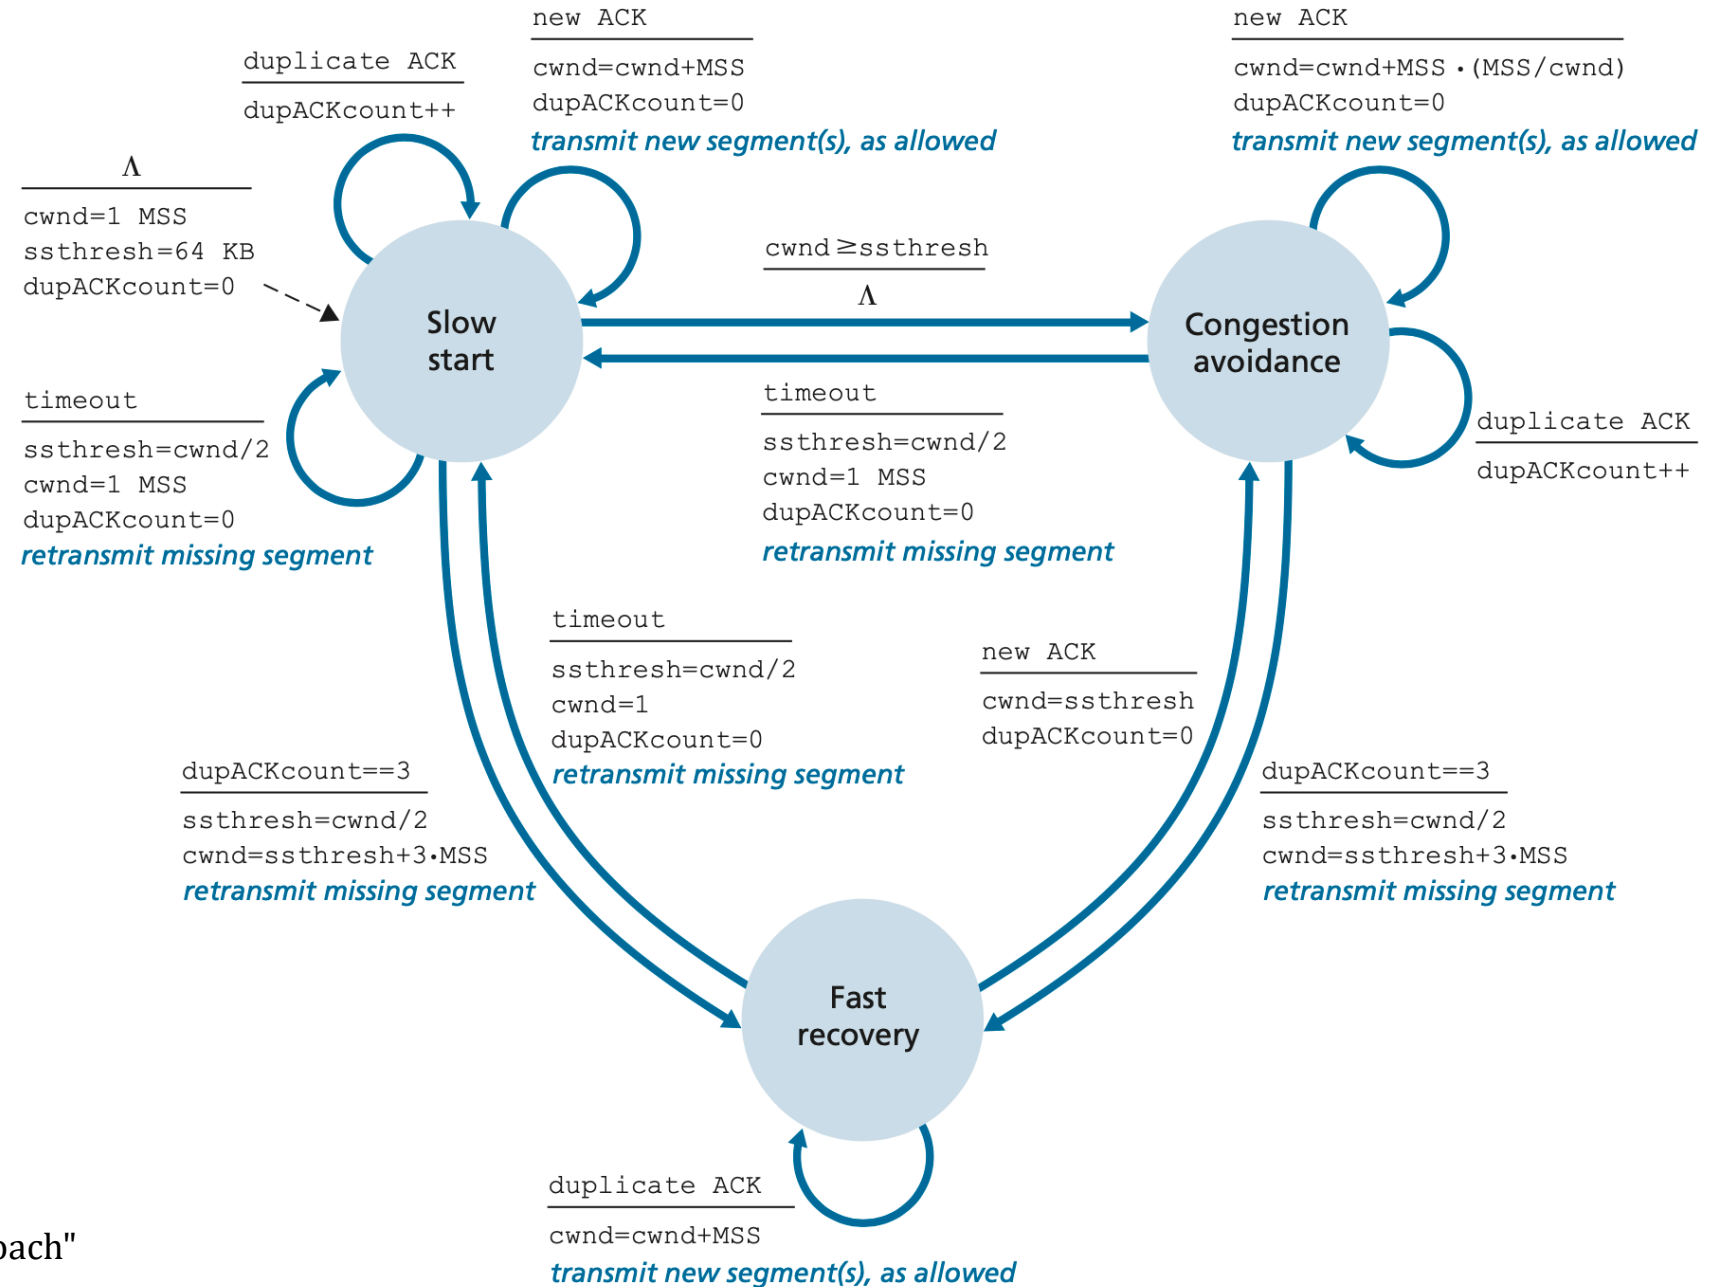 new ACK
cwnd=cwnd+MSS
dupACKcount=0
transmit new segment(s), as allowed
new ACK
cwnd=cwnd+MSS·(MSS/cwnd)
dupACKcount=0
transmit new segment(s), as allowed
duplicate ACK
dupACKcount++
Λ
cwnd=1 MSS
ssthresh=64 KB
dupACKcount=0
cwnd≥ssthresh
Λ
Slow
start
Congestion
avoidance
timeout
ssthresh=cwnd/2
cwnd=1 MSS
dupACKcount=0
retransmit missing segment
timeout
ssthresh=cwnd/2
cwnd=1 MSS
dupACKcount=0
retransmit missing segment
duplicate ACK
dupACKcount++
timeout
ssthresh=cwnd/2
cwnd=1
dupACKcount=0
retransmit missing segment
new ACK
cwnd=ssthresh
dupACKcount=0
dupACKcount==3
ssthresh=cwnd/2
cwnd=ssthresh+3·MSS
retransmit missing segment
dupACKcount==3
ssthresh=cwnd/2
cwnd=ssthresh+3·MSS
retransmit missing segment
Fast
recovery
duplicate ACK
cwnd=cwnd+MSS
transmit new segment(s), as allowed